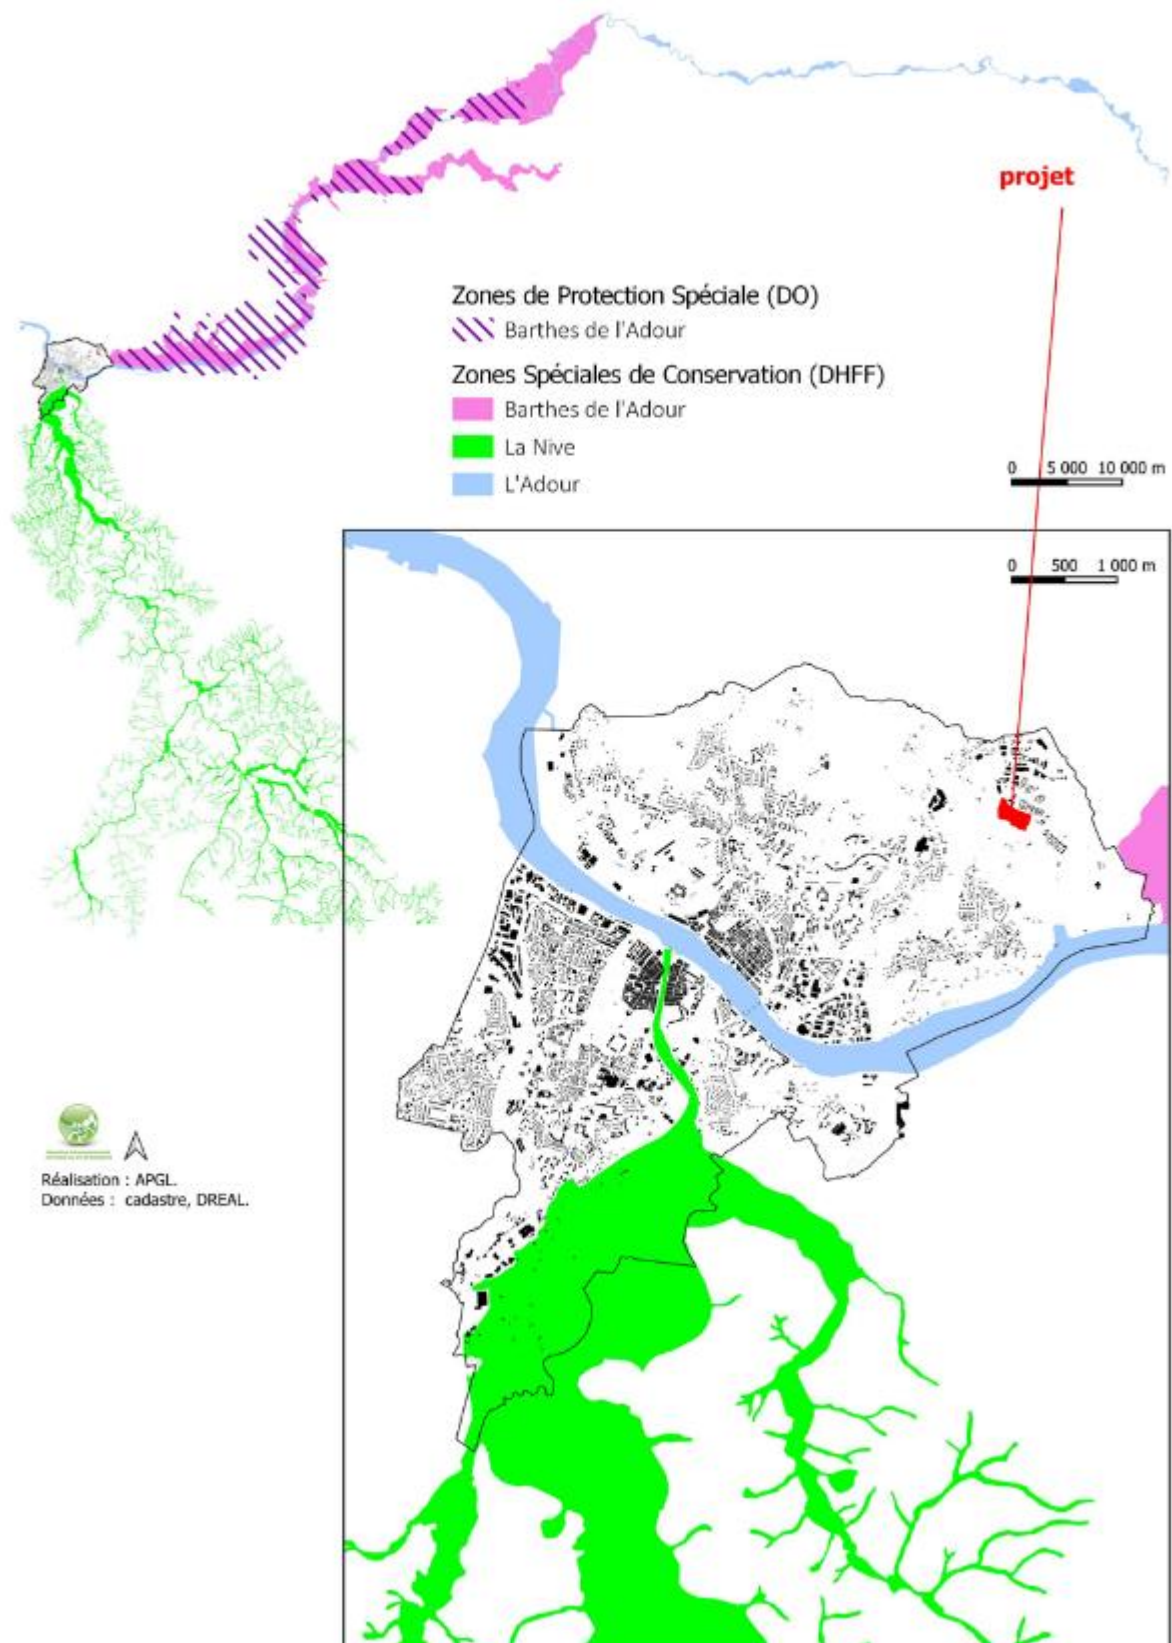 projet
Zones de Protection Spéciale (DO)
Barthes de l'Adour
Zones Spéciales de Conservation (DHFF)
Barthes de l'Adour
La Nive
L'Adour
0 5 000 10 000 m
0 500 1 000 m
Réalisation : APGL.
Données : cadastre, DREAL.